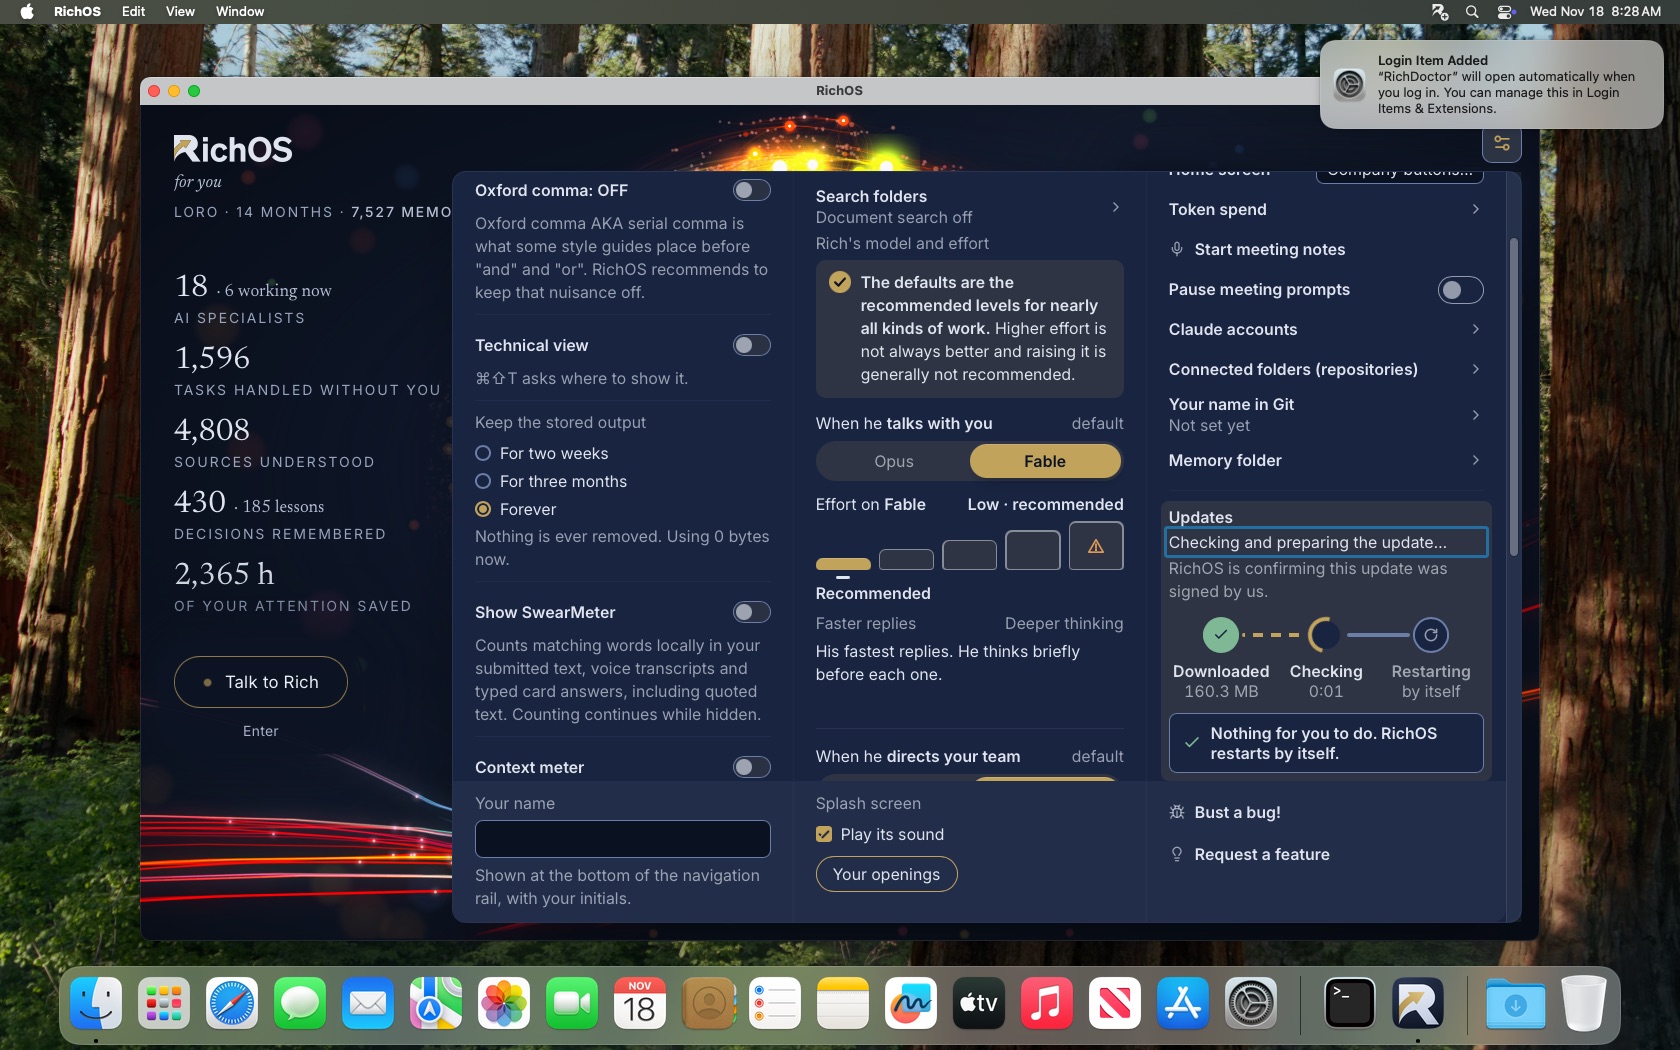 RichOS Edit View Window
Wed Nov 18 8:28 AM
Login Item Added
“RichDoctor” will open automatically when
you log in. You can manage this in Login
Items & Extensions.
RichOS
RichOS
for you
LORO · 14 MONTHS · 7,527 MEMO
18 · 6 working now
AI SPECIALISTS
1,596
TASKS HANDLED WITHOUT YOU
4,808
SOURCES UNDERSTOOD
430 · 185 lessons
DECISIONS REMEMBERED
2,365 h
OF YOUR ATTENTION SAVED
Talk to Rich
Enter
Oxford comma: OFF
Oxford comma AKA serial comma is
what some style guides place before
"and" and "or". RichOS recommends to
keep that nuisance off.
Technical view
⌘⇧T asks where to show it.
Keep the stored output
For two weeks
For three months
Forever
Nothing is ever removed. Using 0 bytes
now.
Show SwearMeter
Counts matching words locally in your
submitted text, voice transcripts and
typed card answers, including quoted
text. Counting continues while hidden.
Context meter
Your name
Shown at the bottom of the navigation
rail, with your initials.
Search folders
Document search off
Rich's model and effort
The defaults are the
recommended levels for nearly
all kinds of work. Higher effort is
not always better and raising it is
generally not recommended.
When he talks with you default
Opus Fable
Effort on Fable Low · recommended
Recommended
Faster replies Deeper thinking
His fastest replies. He thinks briefly
before each one.
When he directs your team default
Splash screen
Play its sound
Your openings
Home screen Company buttons...
Token spend
Start meeting notes
Pause meeting prompts
Claude accounts
Connected folders (repositories)
Your name in Git
Not set yet
Memory folder
Updates
Checking and preparing the update...
RichOS is confirming this update was
signed by us.
Downloaded Checking Restarting
160.3 MB 0:01 by itself
Nothing for you to do. RichOS
restarts by itself.
Bust a bug!
Request a feature
NOV
18
tv